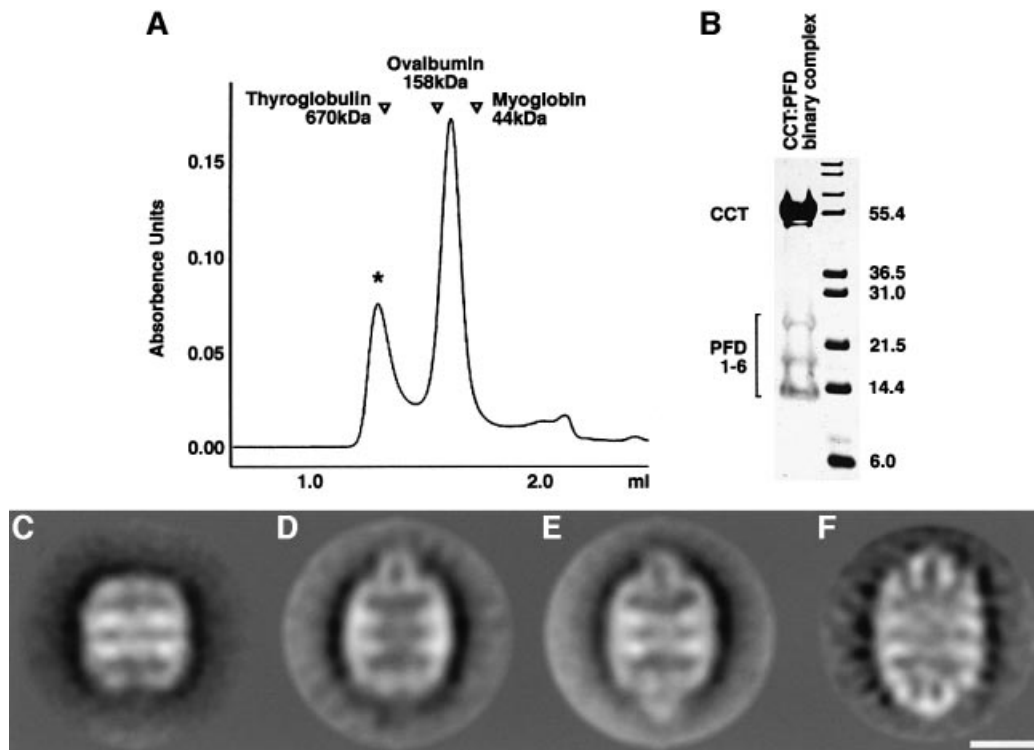 A
Thyroglobulin
670kDa
Ovalbumin
158kDa
Myoglobin
44kDa
Absorbence Units
0.15
0.10
0.05
0.00
*
1.0
2.0
ml
B
CCT:PFD
binary complex
CCT
PFD
1-6
55.4
36.5
31.0
21.5
14.4
6.0
C
D
E
F